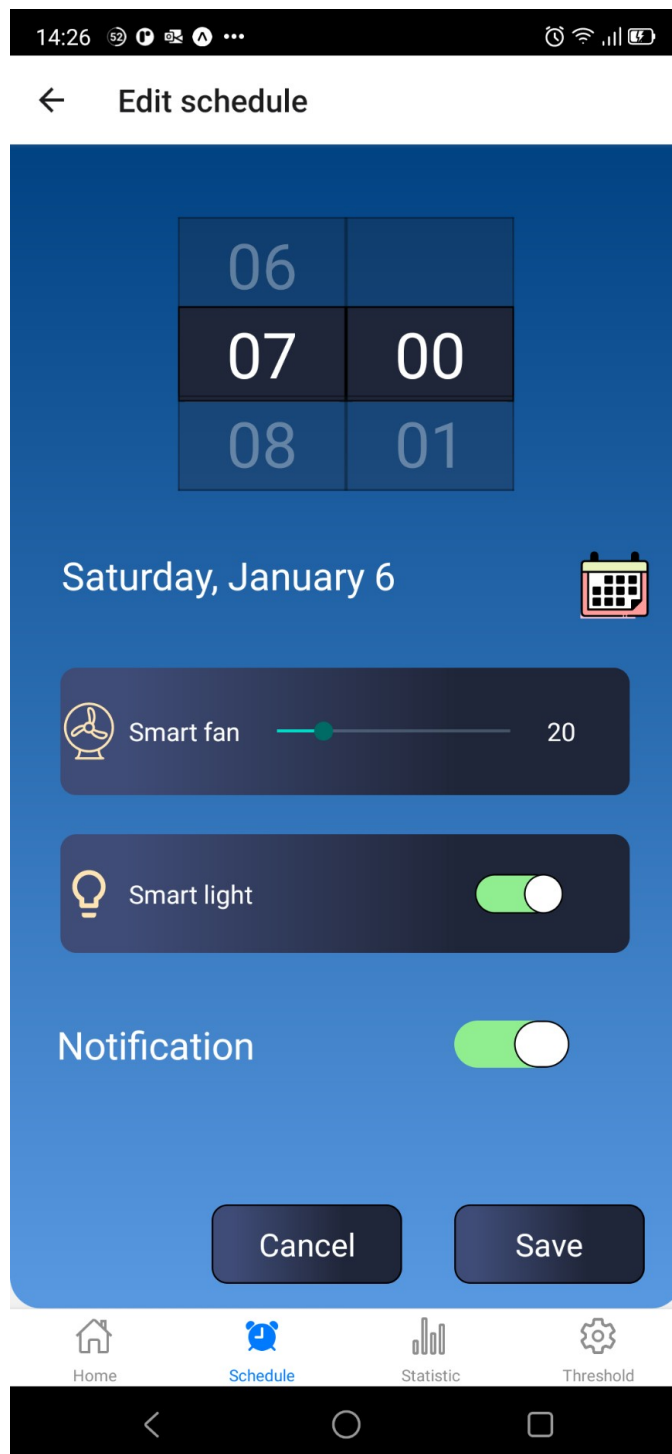 14:26 52
Edit schedule
06
07 00
08 01
Saturday, January 6
Smart fan 20
Smart light
Notification
Cancel Save
Home Schedule Statistic Threshold